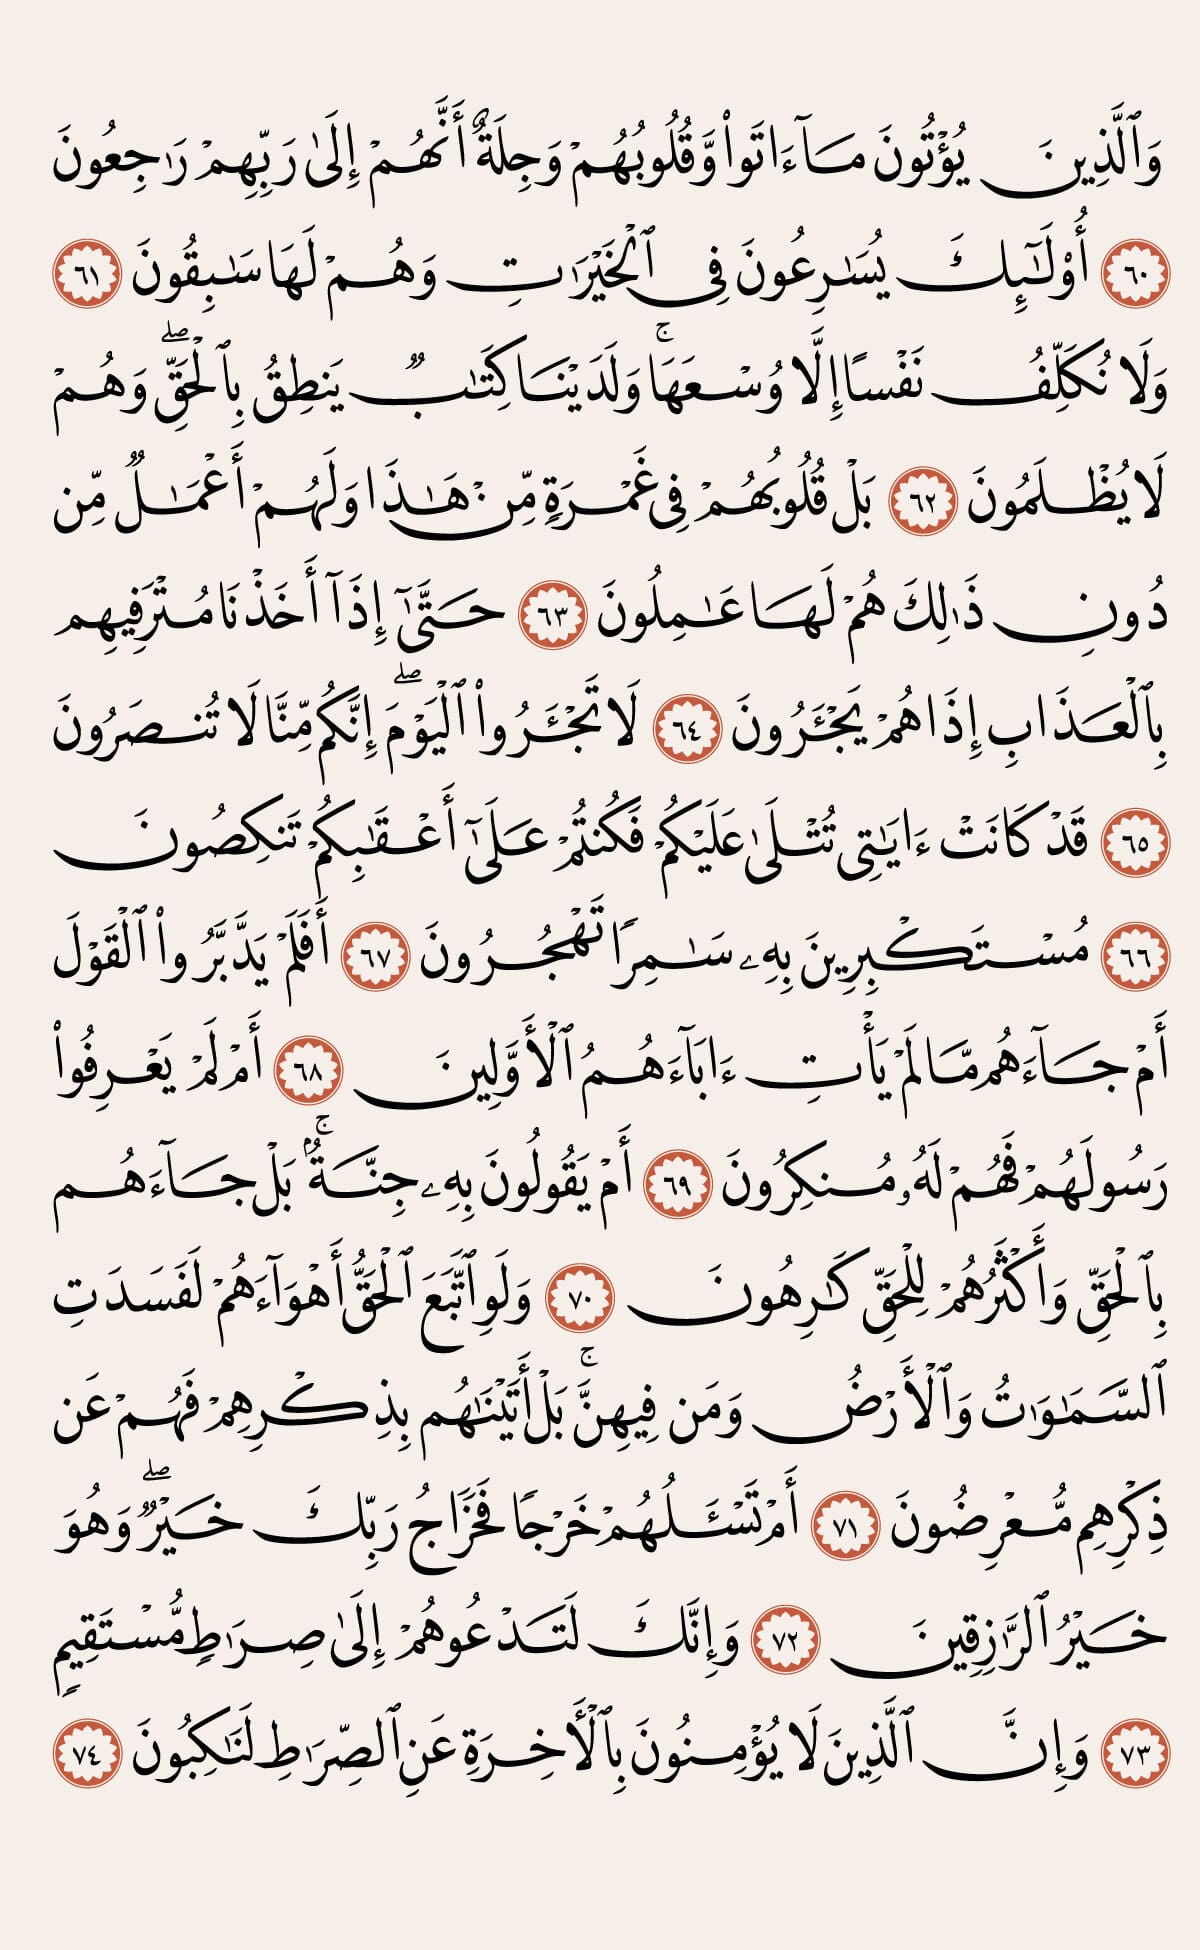 وَٱلَّذِينَ يُؤْتُونَ مَآ ءَاتَوا۟ وَّقُلُوبُهُمْ وَجِلَةٌ أَنَّهُمْ إِلَىٰ رَبِّهِمْ رَٰجِعُونَ
٦٠ أُو۟لَـٰٓئِكَ يُسَـٰرِعُونَ فِى ٱلْخَيْرَٰتِ وَهُمْ لَهَا سَـٰبِقُونَ ٦١
وَلَا نُكَلِّفُ نَفْسًا إِلَّا وُسْعَهَا ۚ وَلَدَيْنَا كِتَـٰبٌ يَنطِقُ بِٱلْحَقِّ ۖ وَهُمْ
لَا يُظْلَمُونَ ٦٢ بَلْ قُلُوبُهُمْ فِى غَمْرَةٍ مِّنْ هَـٰذَا وَلَهُمْ أَعْمَـٰلٌ مِّن
دُونِ ذَٰلِكَ هُمْ لَهَا عَـٰمِلُونَ ٦٣ حَتَّىٰٓ إِذَآ أَخَذْنَا مُتْرَفِيهِم
بِٱلْعَذَابِ إِذَا هُمْ يَجْـَٔرُونَ ٦٤ لَا تَجْـَٔرُوا۟ ٱلْيَوْمَ ۖ إِنَّكُم مِّنَّا لَا تُنصَرُونَ
٦٥ قَدْ كَانَتْ ءَايَـٰتِى تُتْلَىٰ عَلَيْكُمْ فَكُنتُمْ عَلَىٰٓ أَعْقَـٰبِكُمْ تَنكِصُونَ
٦٦ مُسْتَكْبِرِينَ بِهِۦ سَـٰمِرًا تَهْجُرُونَ ٦٧ أَفَلَمْ يَدَّبَّرُوا۟ ٱلْقَوْلَ
أَمْ جَآءَهُم مَّا لَمْ يَأْتِ ءَابَآءَهُمُ ٱلْأَوَّلِينَ ٦٨ أَمْ لَمْ يَعْرِفُوا۟
رَسُولَهُمْ فَهُمْ لَهُۥ مُنكِرُونَ ٦٩ أَمْ يَقُولُونَ بِهِۦ جِنَّةٌۢ ۚ بَلْ جَآءَهُم
بِٱلْحَقِّ وَأَكْثَرُهُمْ لِلْحَقِّ كَـٰرِهُونَ ٧٠ وَلَوِ ٱتَّبَعَ ٱلْحَقُّ أَهْوَآءَهُمْ لَفَسَدَتِ
ٱلسَّمَـٰوَٰتُ وَٱلْأَرْضُ وَمَن فِيهِنَّ ۚ بَلْ أَتَيْنَـٰهُم بِذِكْرِهِمْ فَهُمْ عَن
ذِكْرِهِم مُّعْرِضُونَ ٧١ أَمْ تَسْـَٔلُهُمْ خَرْجًا فَخَرَاجُ رَبِّكَ خَيْرٌ ۖ وَهُوَ
خَيْرُ ٱلرَّٰزِقِينَ ٧٢ وَإِنَّكَ لَتَدْعُوهُمْ إِلَىٰ صِرَٰطٍ مُّسْتَقِيمٍ
٧٣ وَإِنَّ ٱلَّذِينَ لَا يُؤْمِنُونَ بِٱلْـَٔاخِرَةِ عَنِ ٱلصِّرَٰطِ لَنَـٰكِبُونَ ٧٤